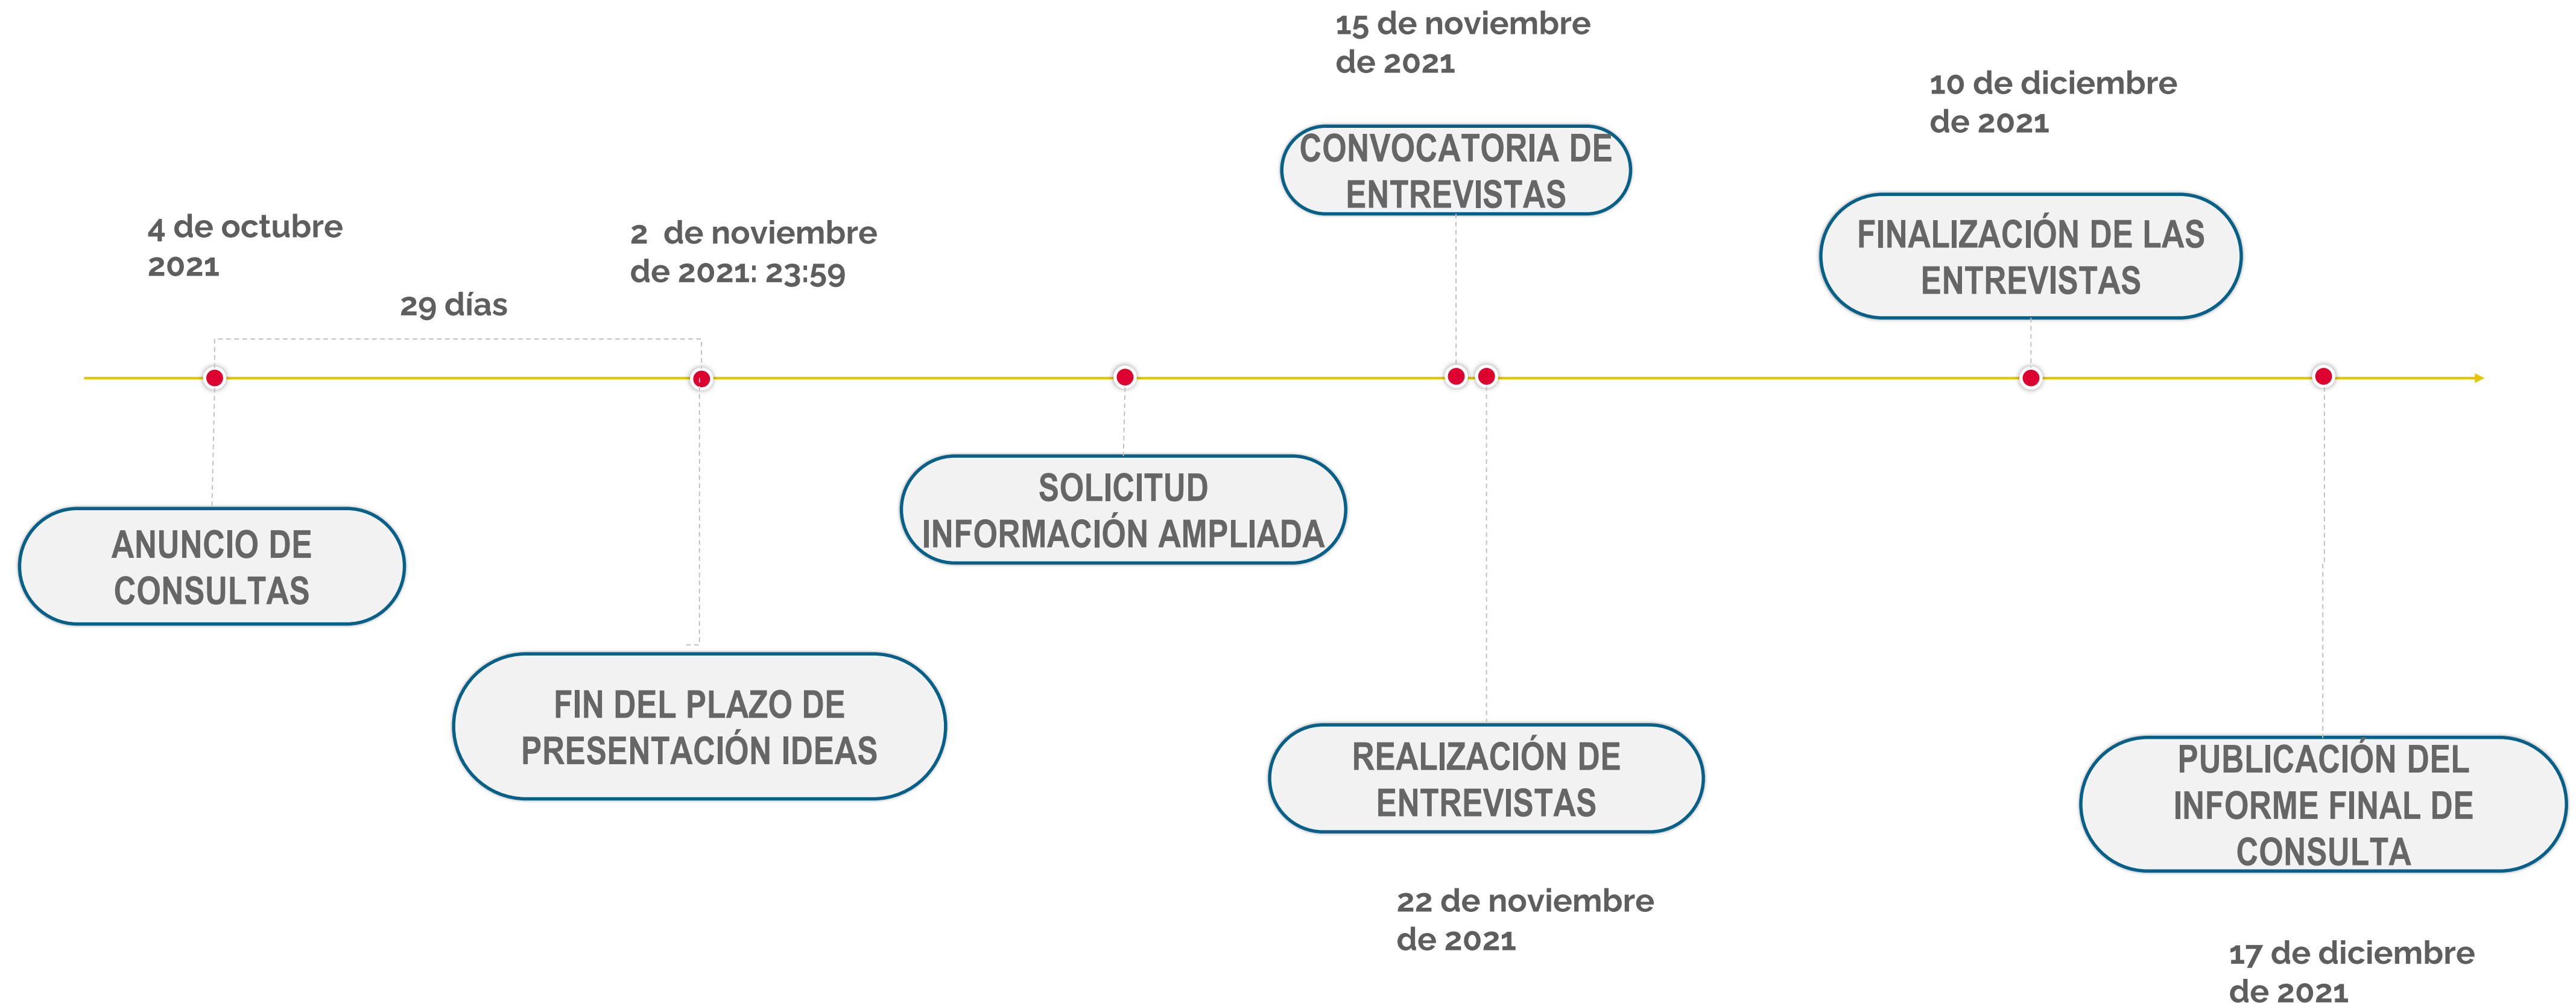 15 de noviembre
de 2021
10 de diciembre
de 2021
CONVOCATORIA DE
ENTREVISTAS
4 de octubre
2021
2 de noviembre
de 2021: 23:59
29 días
FINALIZACIÓN DE LAS
ENTREVISTAS
SOLICITUD
INFORMACIÓN AMPLIADA
ANUNCIO DE
CONSULTAS
FIN DEL PLAZO DE
PRESENTACIÓN IDEAS
REALIZACIÓN DE
ENTREVISTAS
PUBLICACIÓN DEL
INFORME FINAL DE
CONSULTA
22 de noviembre
de 2021
17 de diciembre
de 2021